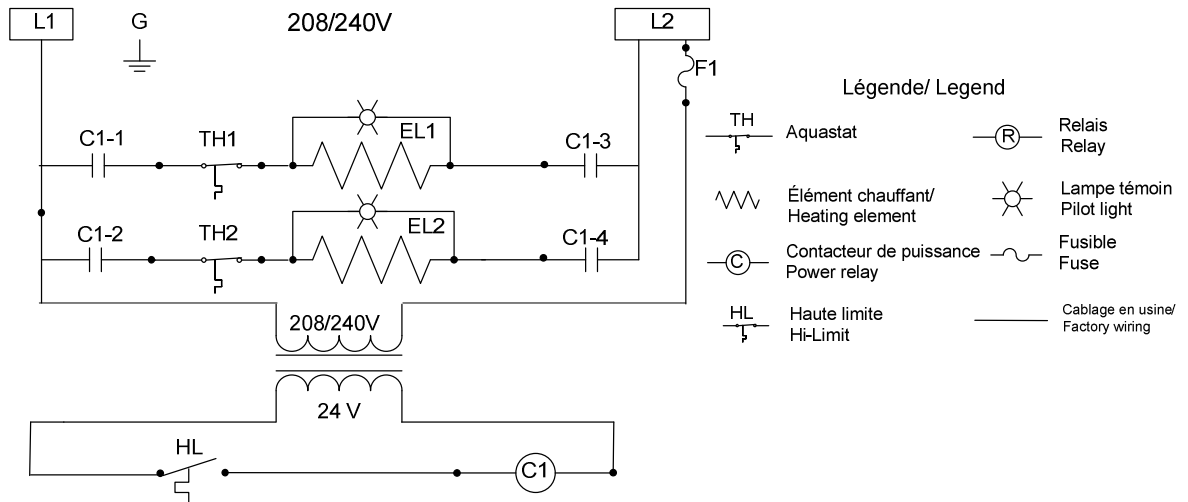 L1
G
208/240V
L2
F1
C1-1
TH1
EL1
C1-3
C1-2
TH2
EL2
C1-4
208/240V
24 V
HL
C1
Légende/ Legend
TH
Aquastat
R
Relais
Relay
Élément chauffant/
Heating element
Lampe témoin
Pilot light
C
Contacteur de puissance
Power relay
Fusible
Fuse
HL
Haute limite
Hi-Limit
Cablage en usine/
Factory wiring